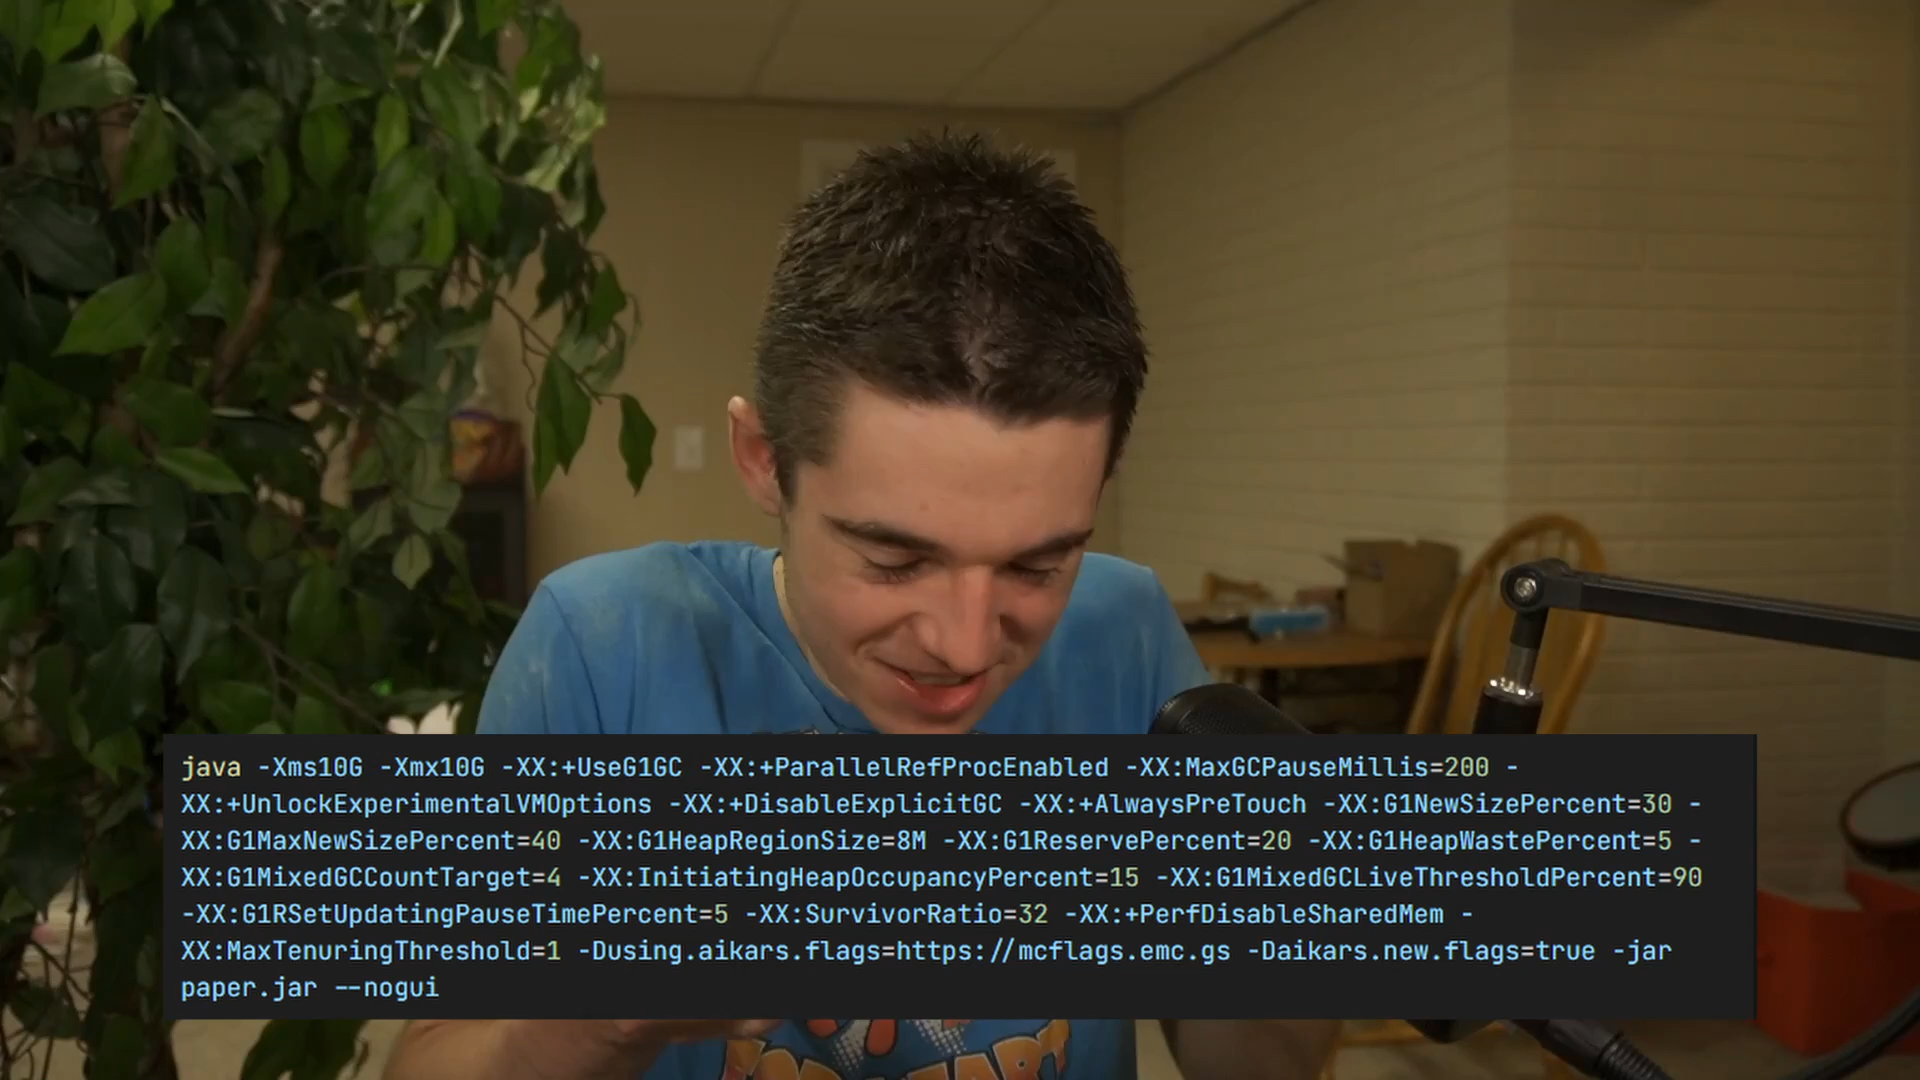 java -Xms10G -Xmx10G -XX:+UseG1GC -XX:+ParallelRefProcEnabled -XX:MaxGCPauseMillis=200 -
XX:+UnlockExperimentalVMOptions -XX:+DisableExplicitGC -XX:+AlwaysPreTouch -XX:G1NewSizePercent=30 -
XX:G1MaxNewSizePercent=40 -XX:G1HeapRegionSize=8M -XX:G1ReservePercent=20 -XX:G1HeapWastePercent=5 -
XX:G1MixedGCCountTarget=4 -XX:InitiatingHeapOccupancyPercent=15 -XX:G1MixedGCLiveThresholdPercent=90
-XX:G1RSetUpdatingPauseTimePercent=5 -XX:SurvivorRatio=32 -XX:+PerfDisableSharedMem -
XX:MaxTenuringThreshold=1 -Dusing.aikars.flags=https://mcflags.emc.gs -Daikars.new.flags=true -jar
paper.jar --nogui